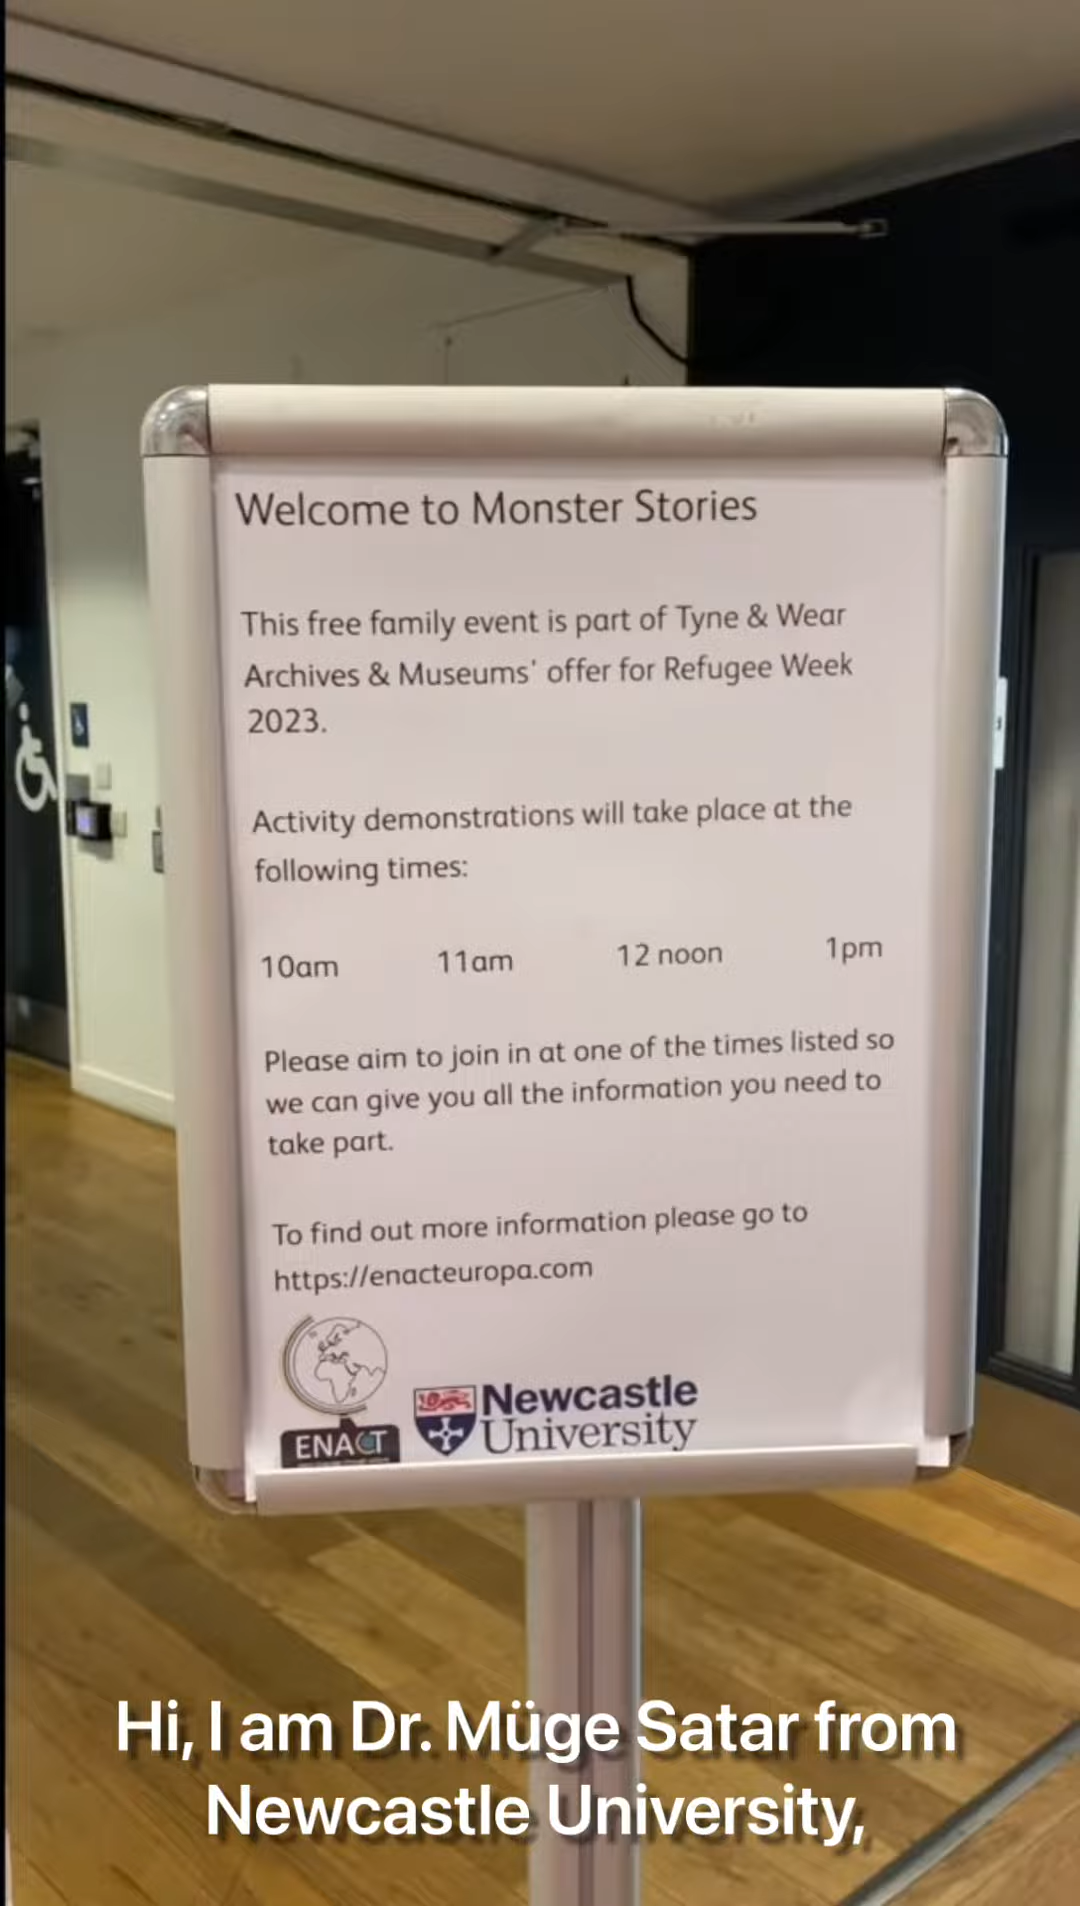 Welcome to Monster Stories
This free family event is part of Tyne & Wear
Archives & Museums' offer for Refugee Week
2023.
Activity demonstrations will take place at the
following times:
10am 11am 12 noon 1pm
Please aim to join in at one of the times listed so
we can give you all the information you need to
take part.
To find out more information please go to
https://enacteuropa.com
ENACT
Newcastle
University
Hi, I am Dr. Müge Satar from
Newcastle University,